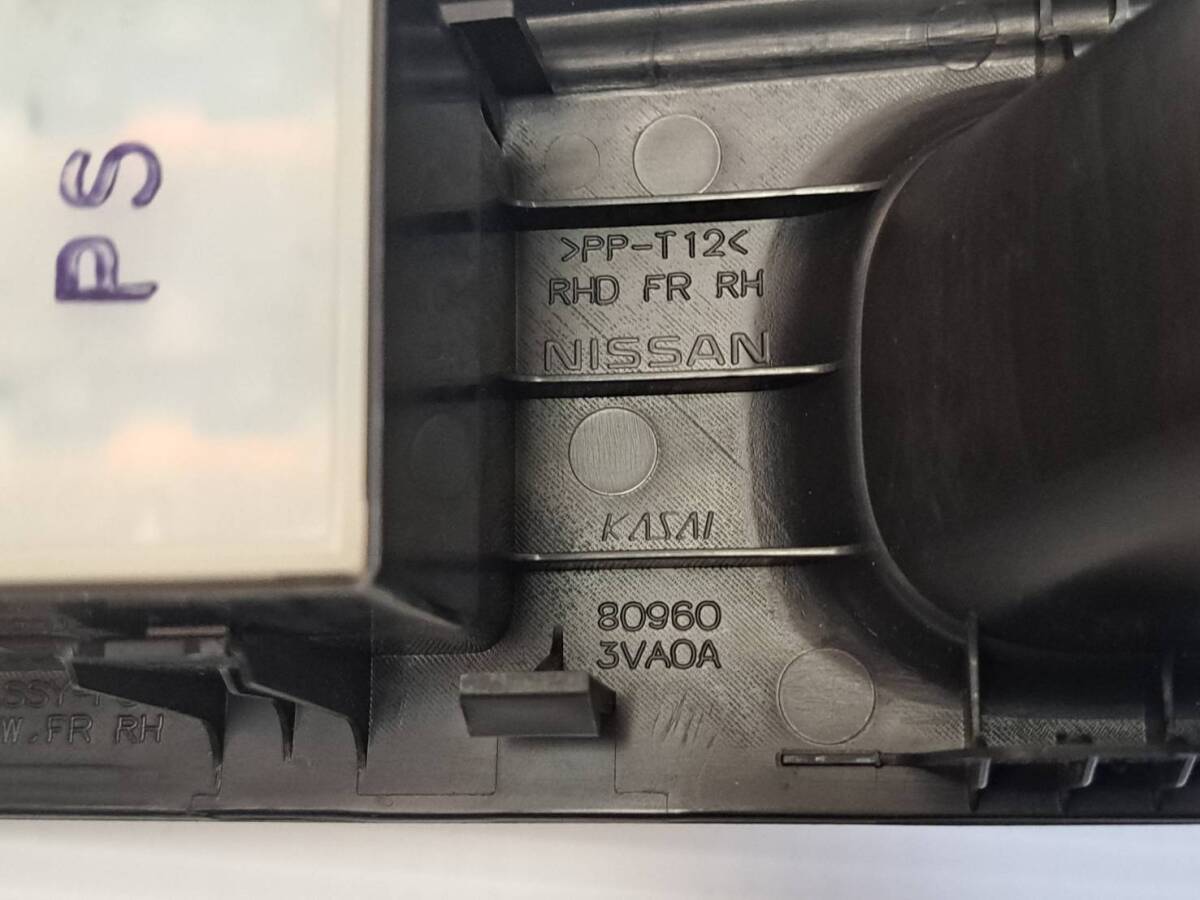 PS
>PP-T12<
RHD FR RH
NISSAN
KASAI
80960
3VA0A
W.FR RH